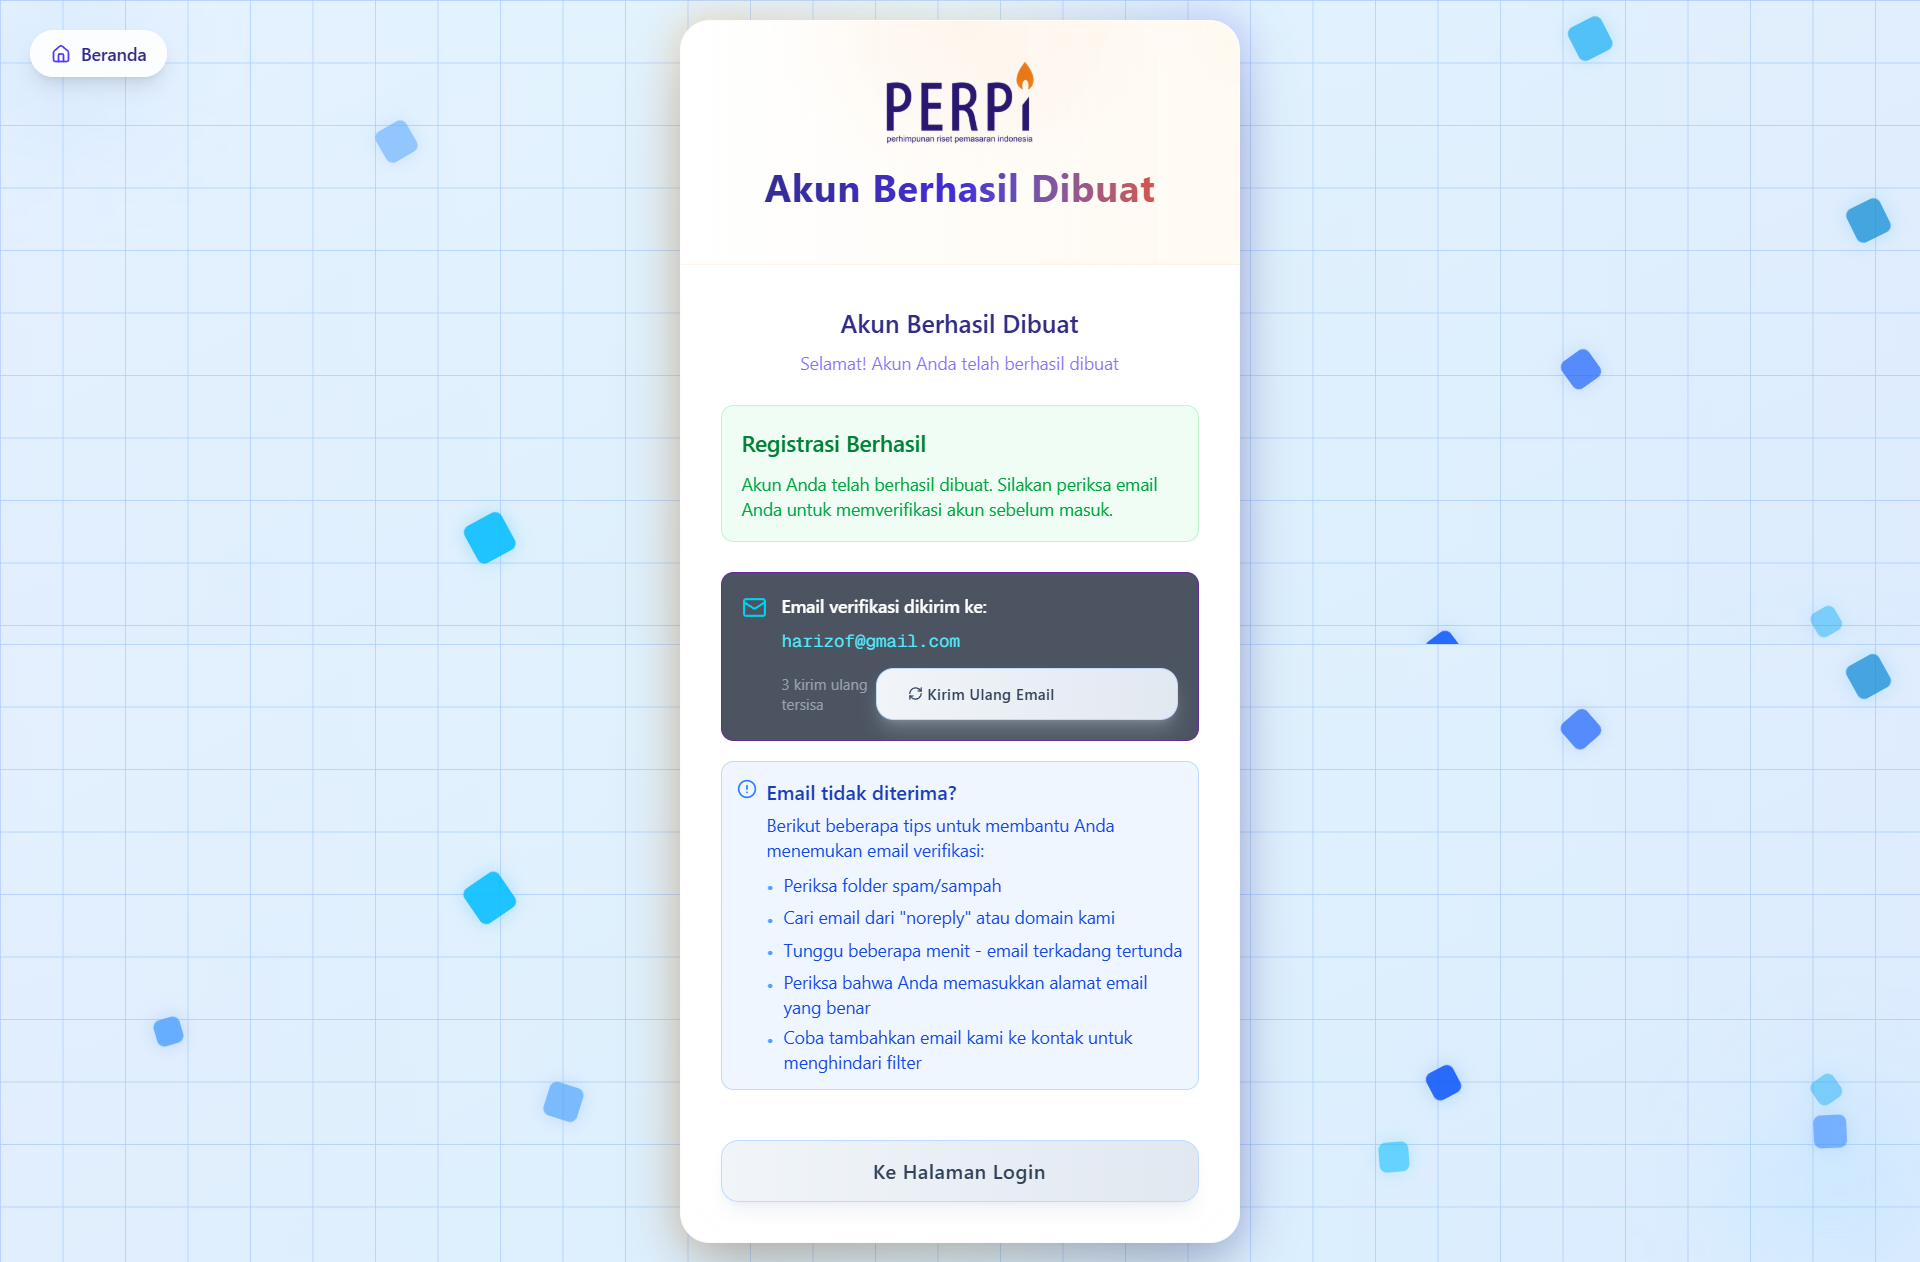 Beranda
PERPi
perhimpunan riset pemasaran indonesia
Akun Berhasil Dibuat
Akun Berhasil Dibuat
Selamat! Akun Anda telah berhasil dibuat
Registrasi Berhasil
Akun Anda telah berhasil dibuat. Silakan periksa email
Anda untuk memverifikasi akun sebelum masuk.
Email verifikasi dikirim ke:
harizof@gmail.com
3 kirim ulang
tersisa
Kirim Ulang Email
Email tidak diterima?
Berikut beberapa tips untuk membantu Anda
menemukan email verifikasi:
• Periksa folder spam/sampah
• Cari email dari "noreply" atau domain kami
• Tunggu beberapa menit - email terkadang tertunda
• Periksa bahwa Anda memasukkan alamat email
yang benar
• Coba tambahkan email kami ke kontak untuk
menghindari filter
Ke Halaman Login